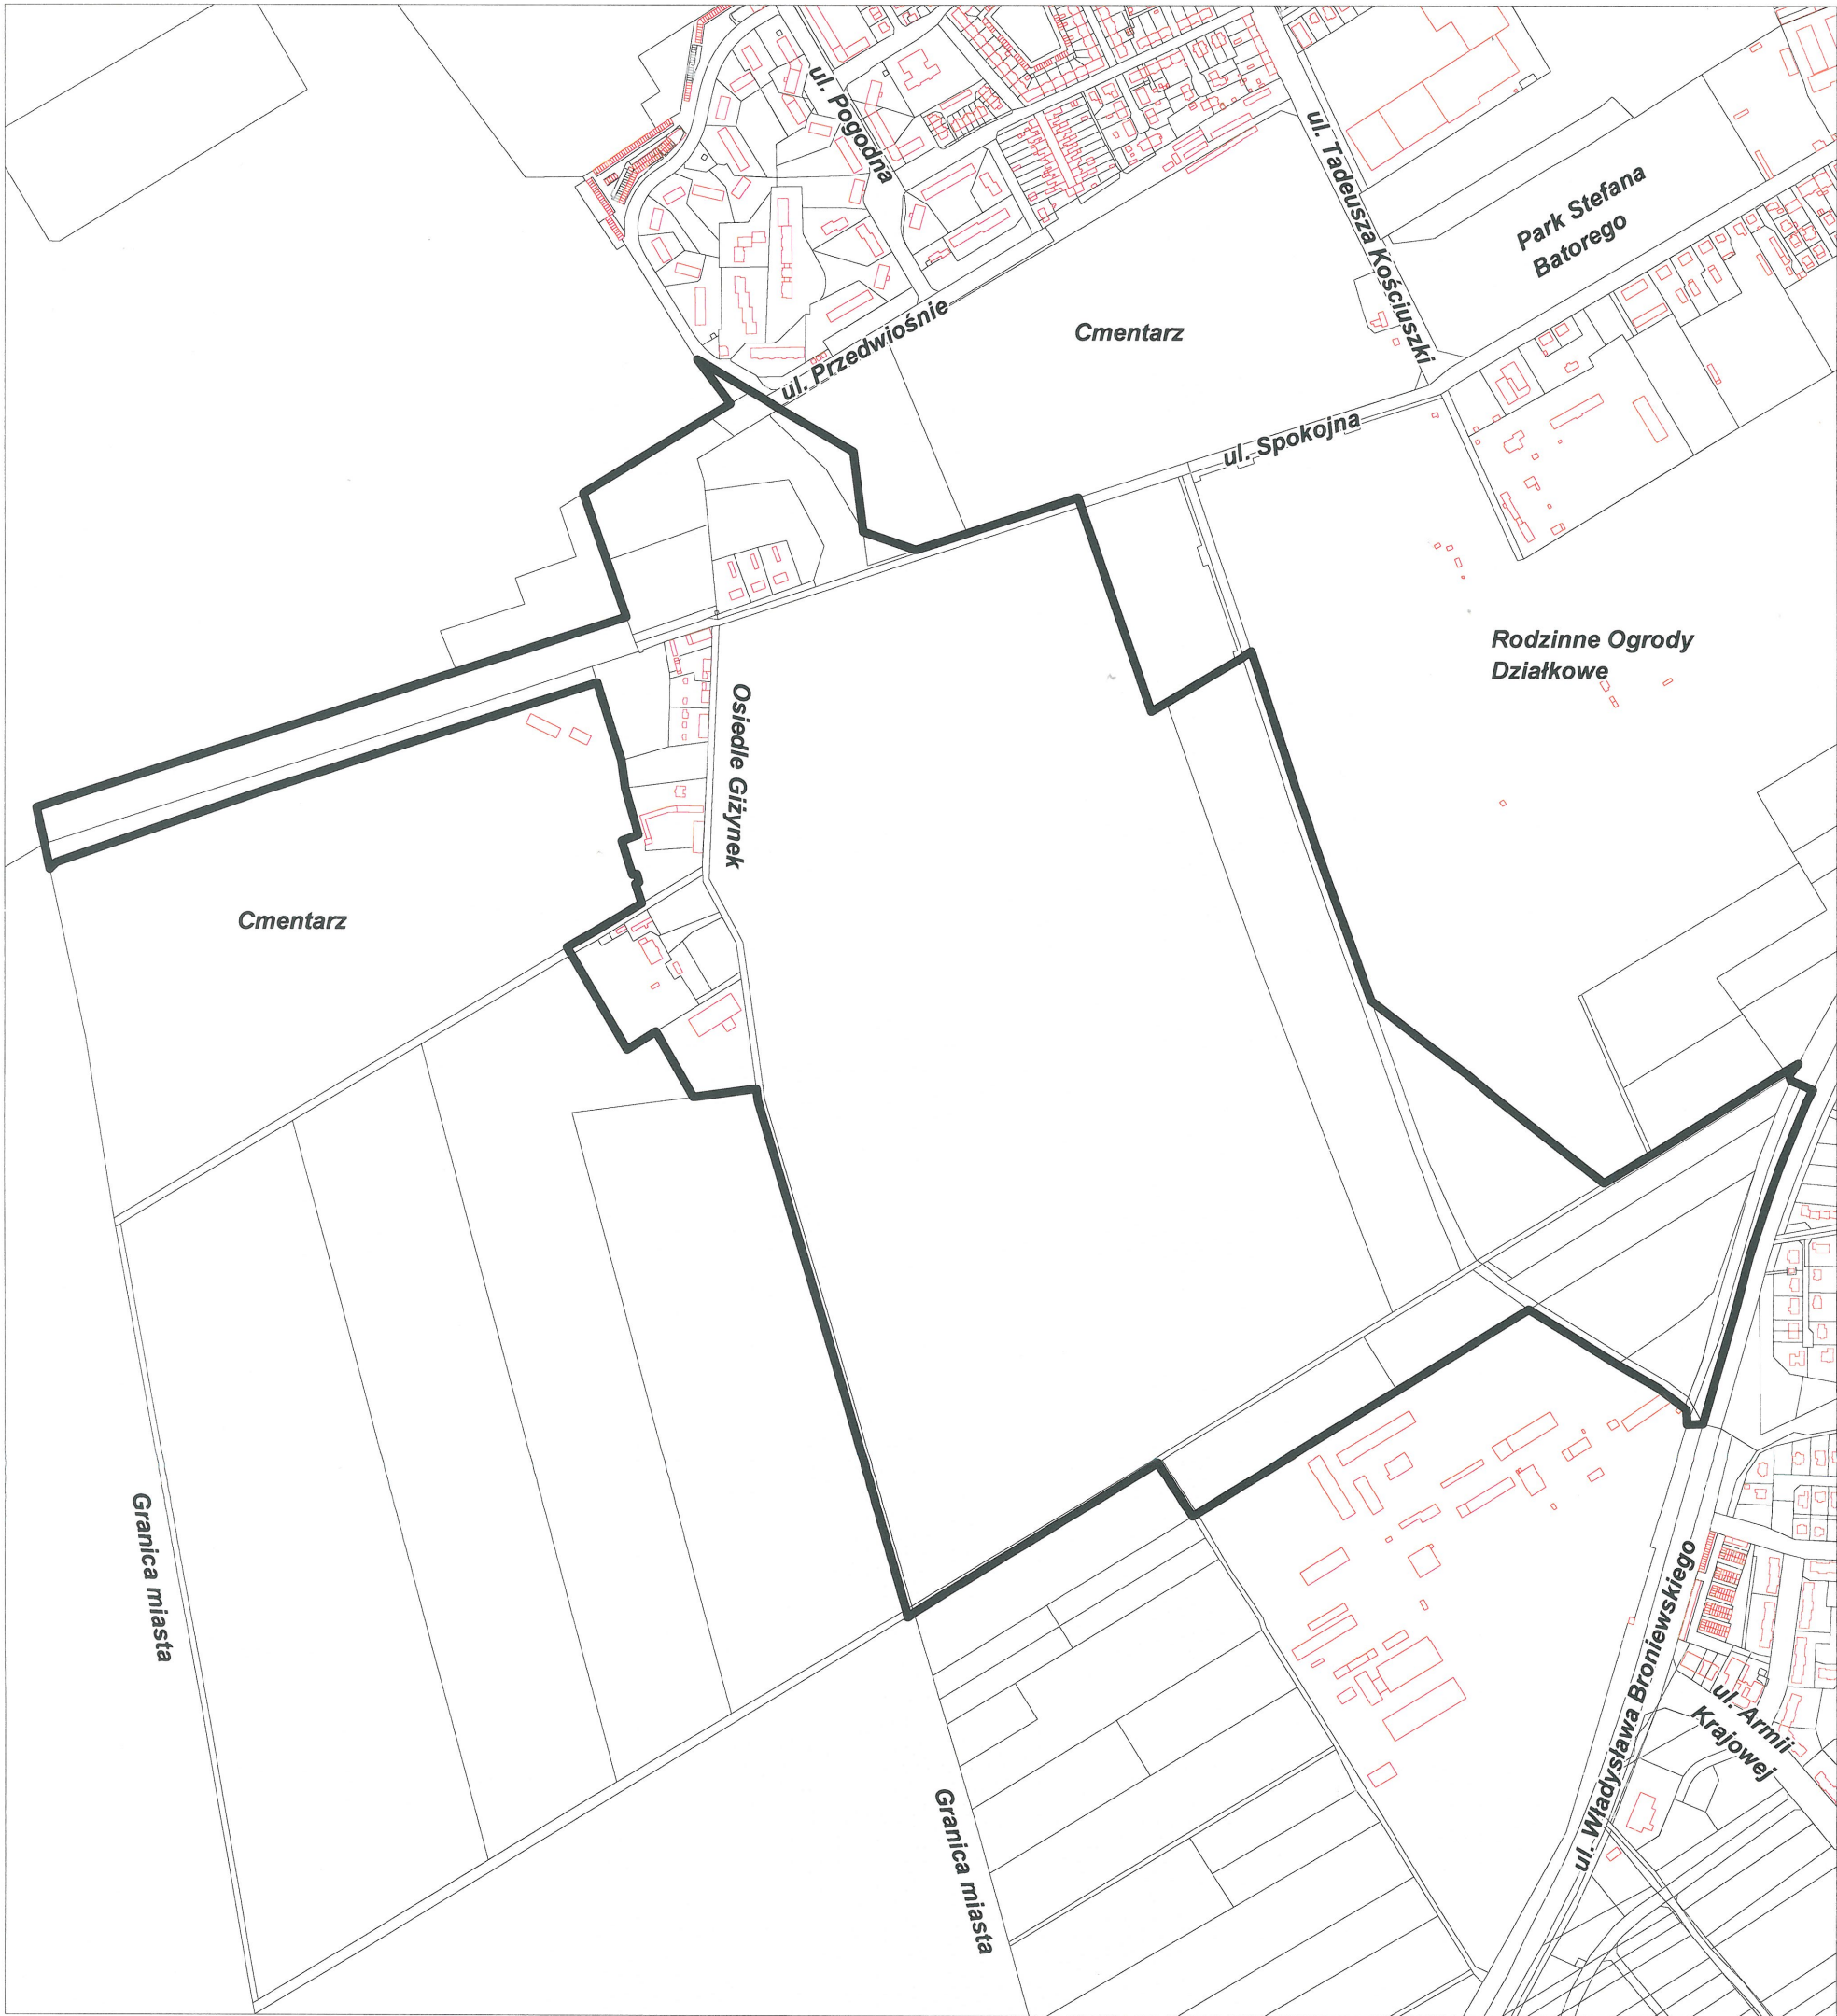 ul. Pogodna
ul. Tadeusza Kościuszki
Park Stefana
Batorego
ul. Przedwiośnie
Cmentarz
ul. Spokojna
Rodzinne Ogrody
Działkowe
Osiedle Giżynek
Cmentarz
Granica miasta
ul. Władysława Broniewskiego
ul. Armii
Krajowej
Granica miasta